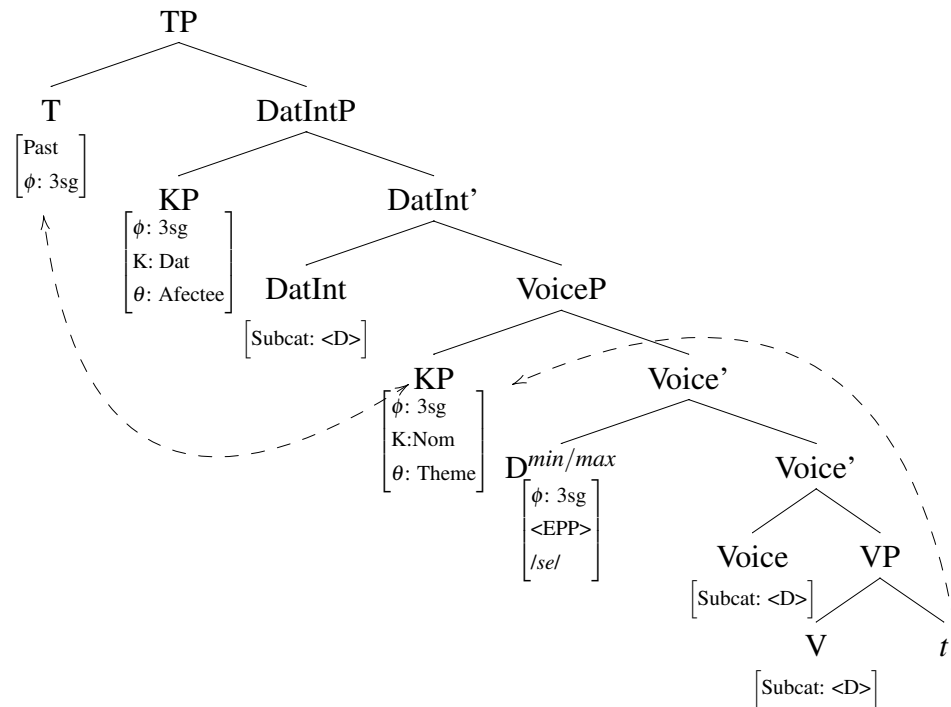 TP
T
DatIntP
Past
ϕ: 3sg
KP
DatInt’
ϕ: 3sg
K: Dat
θ: Afectee
DatInt
VoiceP
Subcat: <D>
KP
Voice’
ϕ: 3sg
K:Nom
θ: Theme
D^min/max
Voice’
ϕ: 3sg
<EPP>
/se/
Voice
VP
Subcat: <D>
V
t
Subcat: <D>